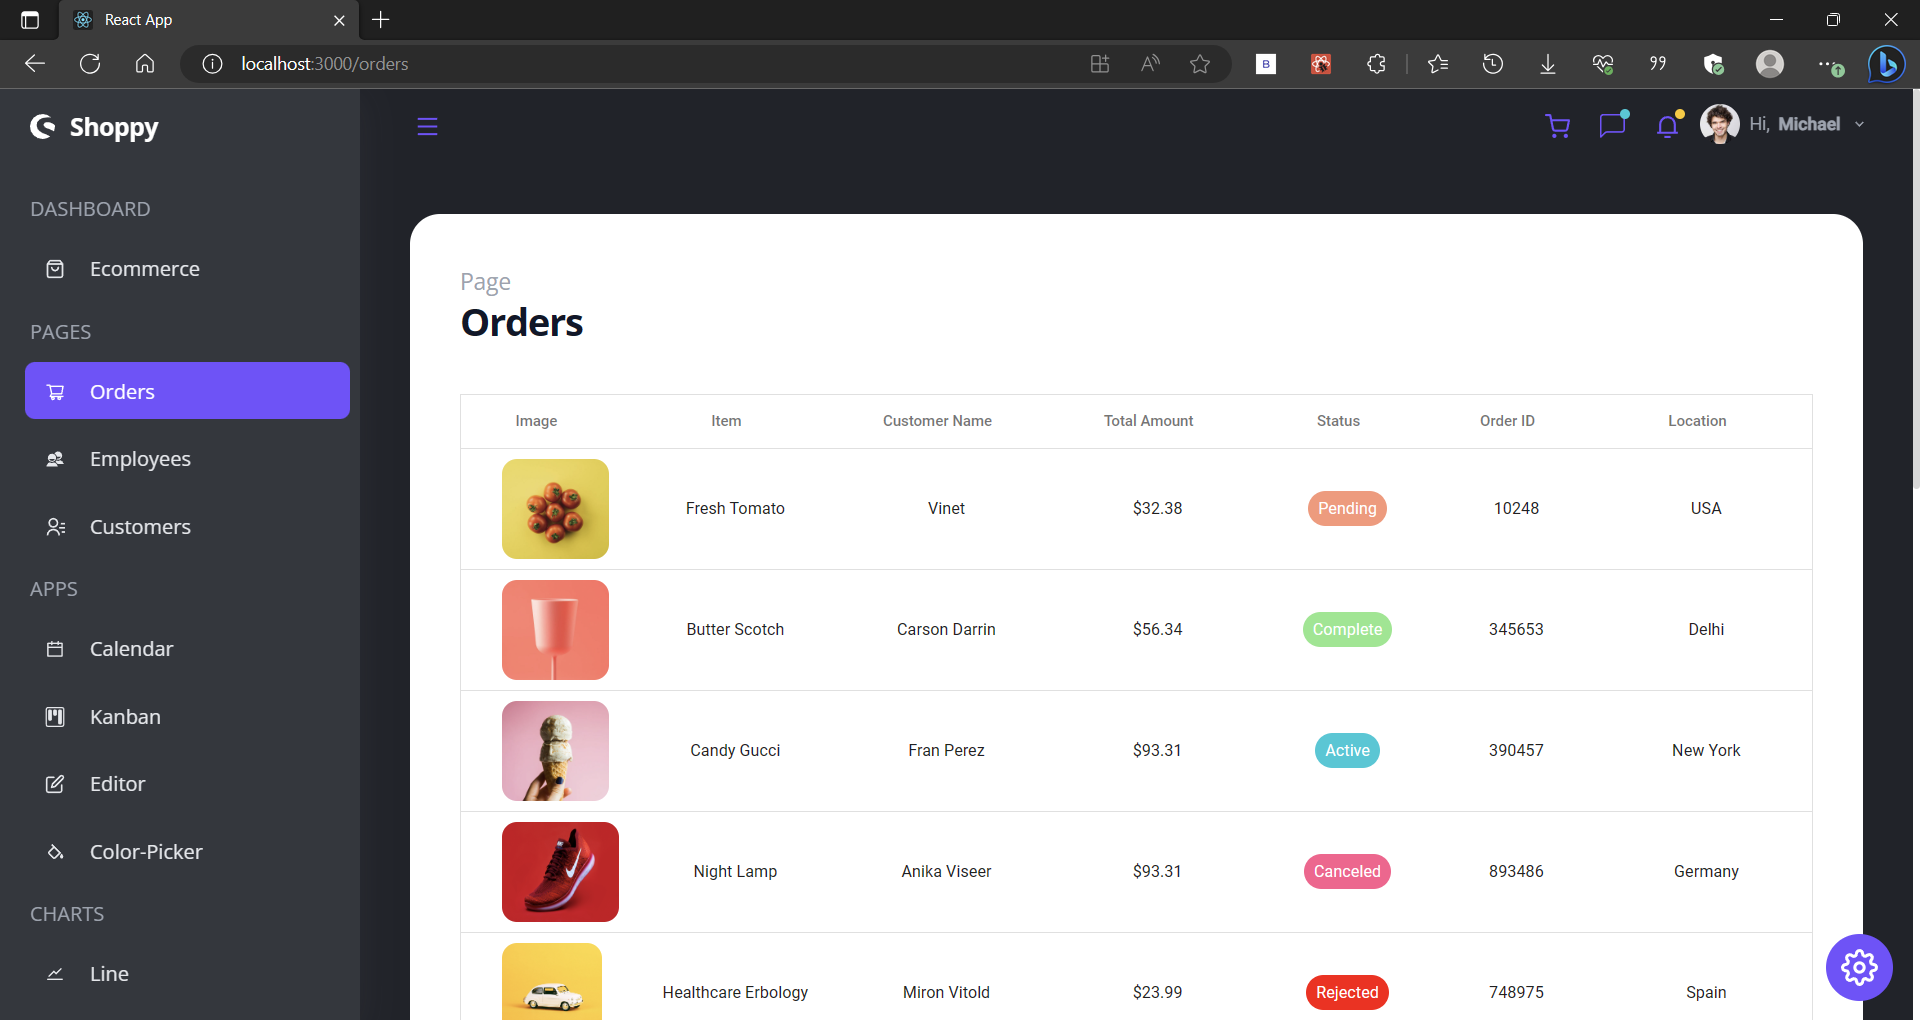 React App
localhost:3000/orders
B
Shoppy
Hi, Michael
DASHBOARD
Ecommerce
PAGES
Orders
Employees
Customers
APPS
Calendar
Kanban
Editor
Color-Picker
CHARTS
Line
Page
Orders
Image Item Customer Name Total Amount Status Order ID Location
Fresh Tomato Vinet $32.38 Pending 10248 USA
Butter Scotch Carson Darrin $56.34 Complete 345653 Delhi
Candy Gucci Fran Perez $93.31 Active 390457 New York
Night Lamp Anika Viseer $93.31 Canceled 893486 Germany
Healthcare Erbology Miron Vitold $23.99 Rejected 748975 Spain